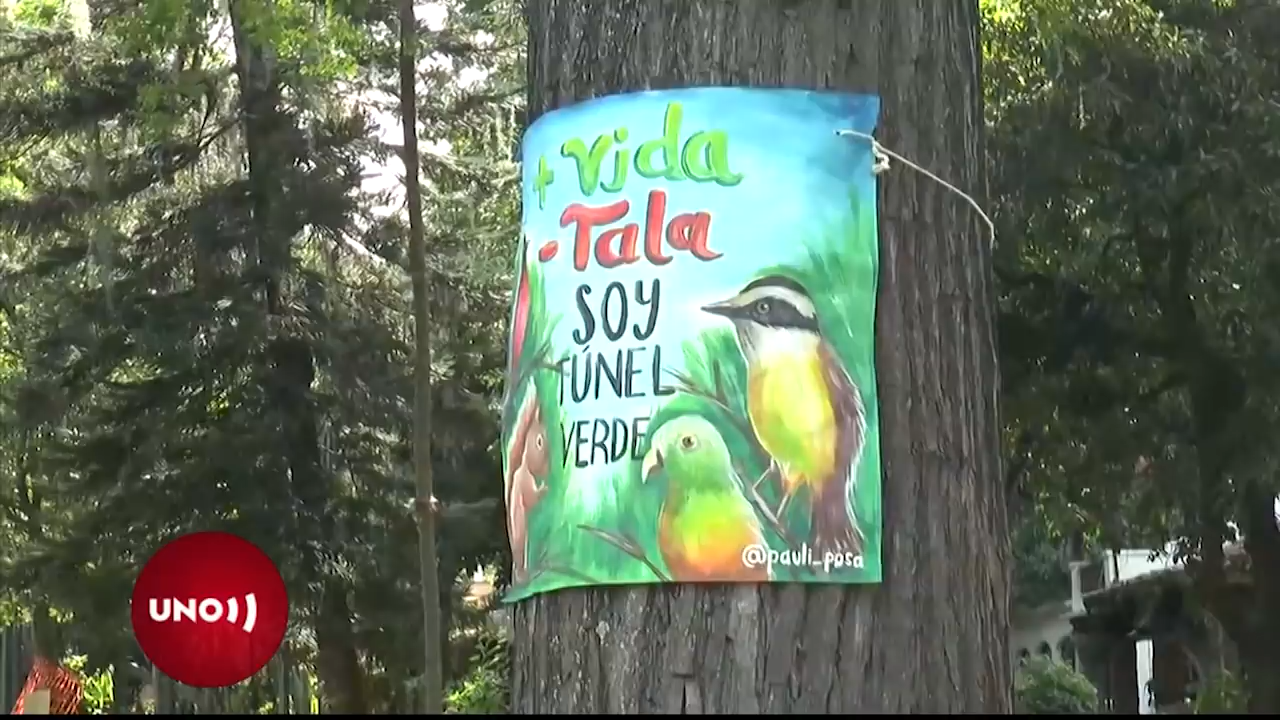 + Vida
- Tala
SOY
TÚNEL
VERDE
@pauli_posa
UNO